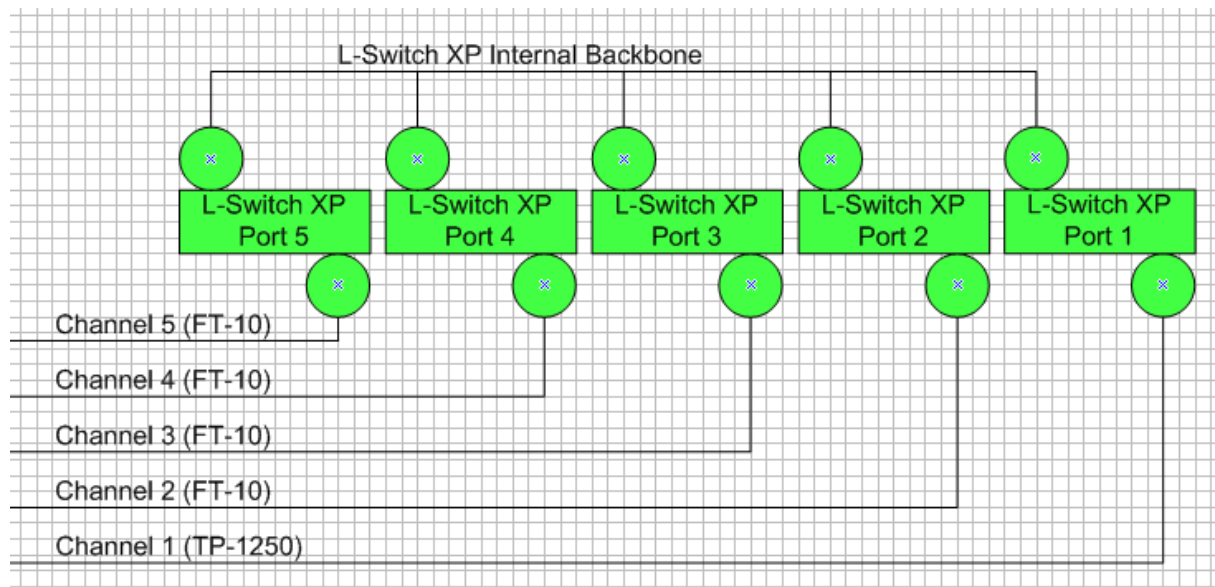 L-Switch XP Internal Backbone
L-Switch XP
Port 5
L-Switch XP
Port 4
L-Switch XP
Port 3
L-Switch XP
Port 2
L-Switch XP
Port 1
Channel 5 (FT-10)
Channel 4 (FT-10)
Channel 3 (FT-10)
Channel 2 (FT-10)
Channel 1 (TP-1250)